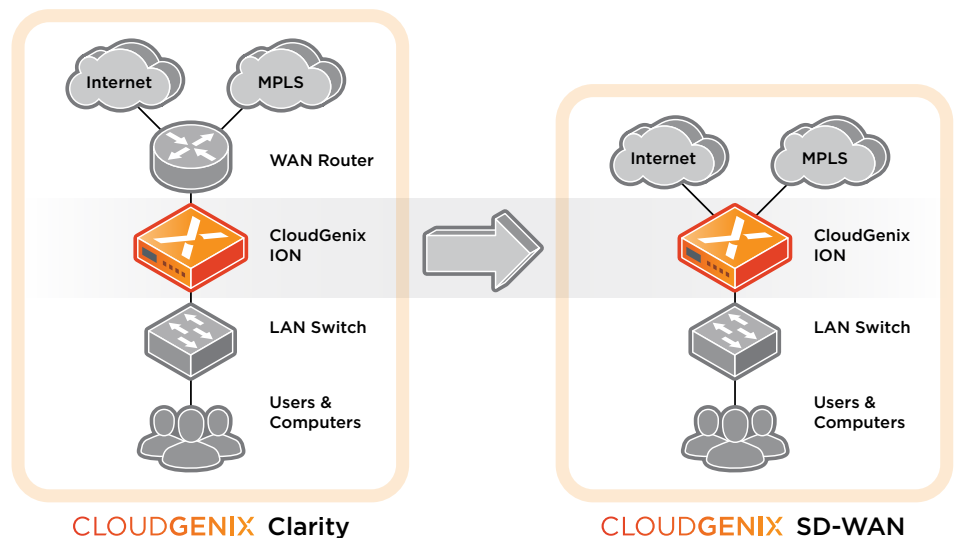 Internet
MPLS
WAN Router
CloudGenix
ION
LAN Switch
Users &
Computers
CLOUDGENIX Clarity
Internet
MPLS
CloudGenix
ION
LAN Switch
Users &
Computers
CLOUDGENIX SD-WAN